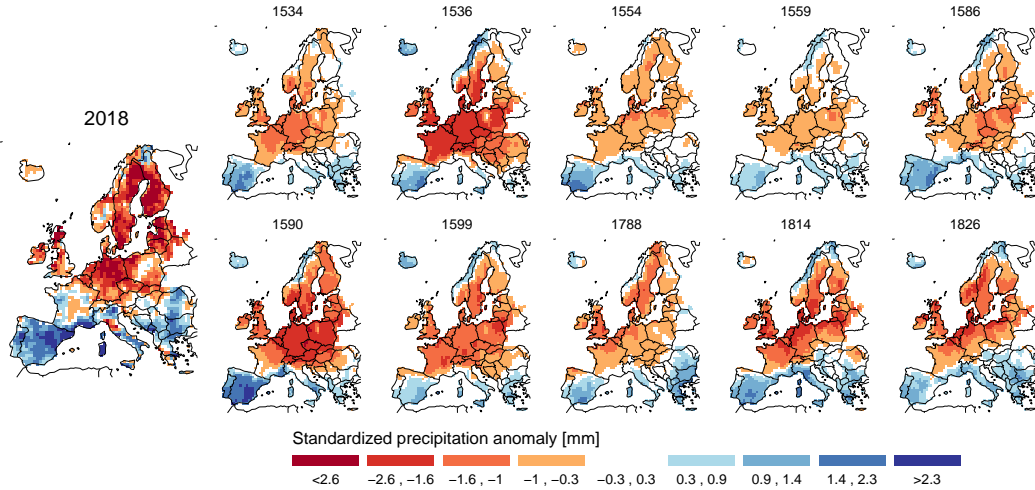 1534 1536 1554 1559 1586
2018
1590 1599 1788 1814 1826
Standardized precipitation anomaly [mm]
<2.6 −2.6 , −1.6 −1.6 , −1 −1 , −0.3 −0.3 , 0.3 0.3 , 0.9 0.9 , 1.4 1.4 , 2.3 >2.3